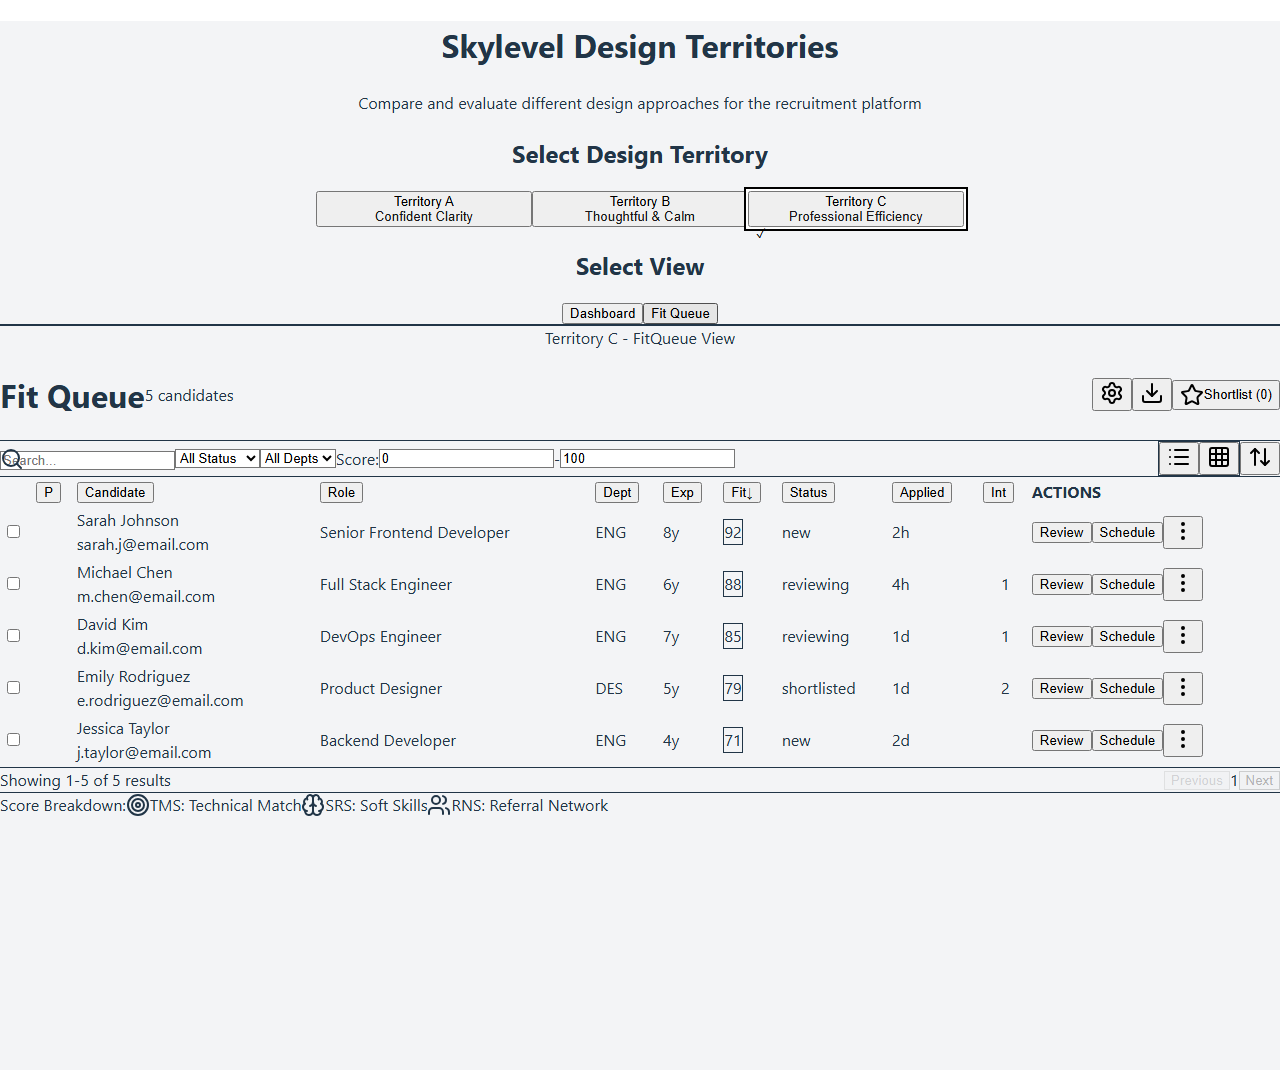 Skylevel Design Territories
Compare and evaluate different design approaches for the recruitment platform
Select Design Territory
Territory A
Confident Clarity
Territory B
Thoughtful & Calm
Territory C
Professional Efficiency
✓
Select View
Dashboard Fit Queue
Territory C - FitQueue View
Fit Queue 5 candidates Shortlist (0)
Search... All Status All Depts Score: 0 - 100
P Candidate Role Dept Exp Fit↓ Status Applied Int ACTIONS
Sarah Johnson
sarah.j@email.com
Senior Frontend Developer ENG 8y 92 new 2h Review Schedule
Michael Chen
m.chen@email.com
Full Stack Engineer ENG 6y 88 reviewing 4h 1 Review Schedule
David Kim
d.kim@email.com
DevOps Engineer ENG 7y 85 reviewing 1d 1 Review Schedule
Emily Rodriguez
e.rodriguez@email.com
Product Designer DES 5y 79 shortlisted 1d 2 Review Schedule
Jessica Taylor
j.taylor@email.com
Backend Developer ENG 4y 71 new 2d Review Schedule
Showing 1-5 of 5 results Previous 1 Next
Score Breakdown: TMS: Technical Match SRS: Soft Skills RNS: Referral Network